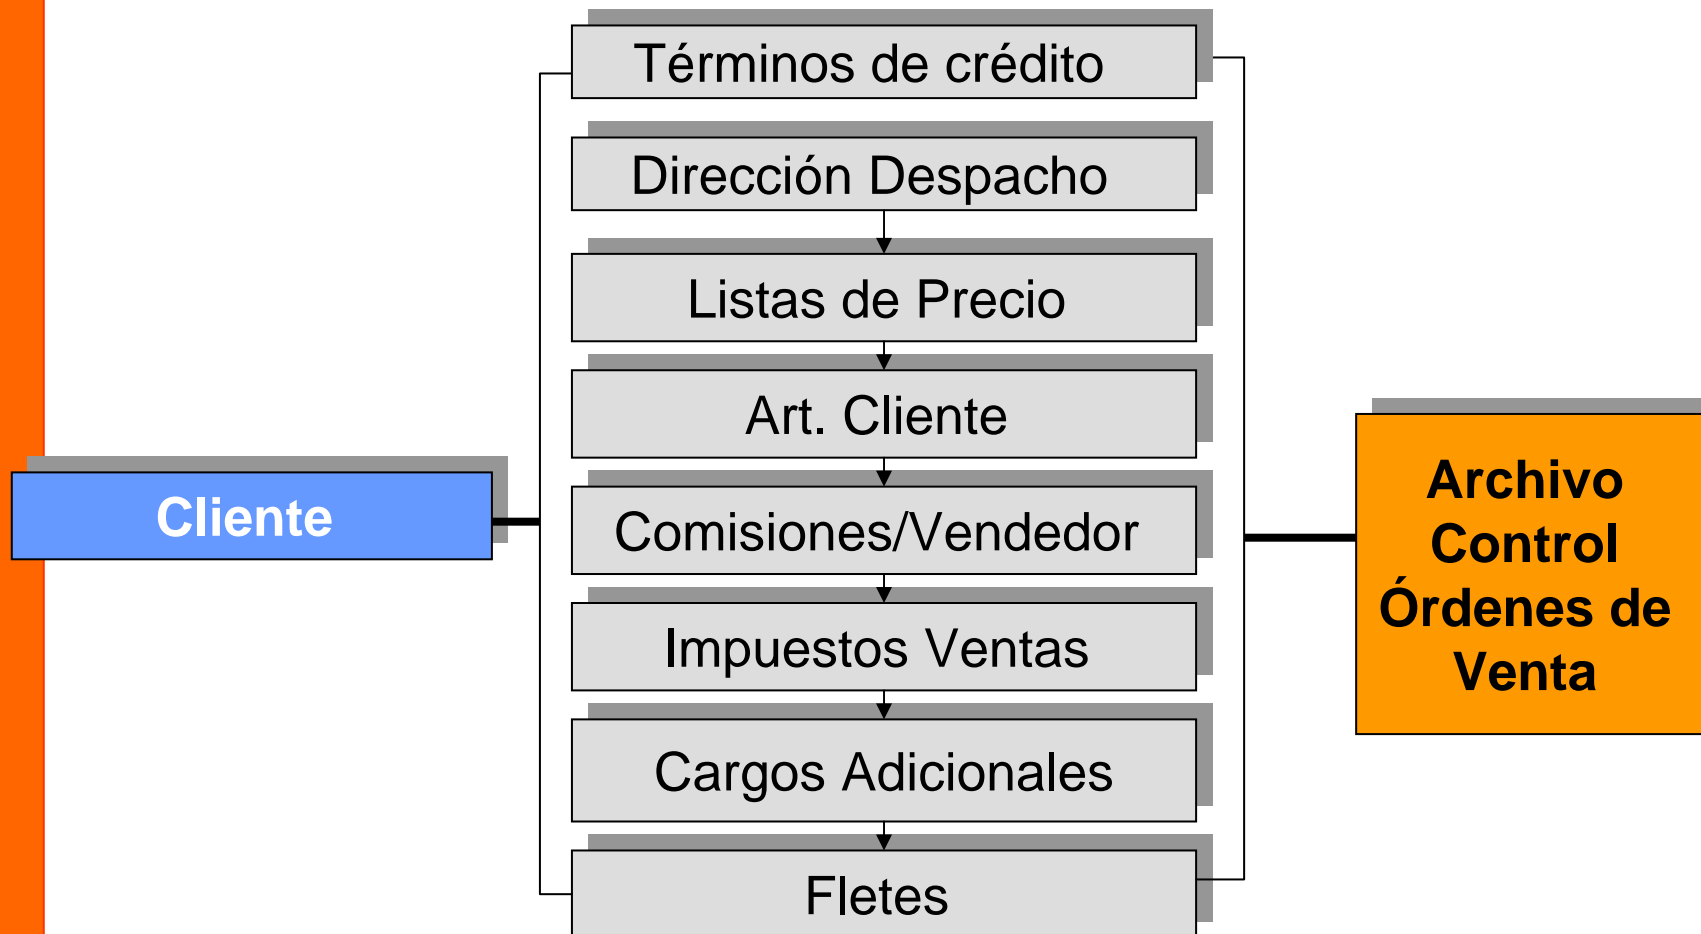 Términos de crédito
Dirección Despacho
Listas de Precio
Art. Cliente
Cliente
Comisiones/Vendedor
Impuestos Ventas
Cargos Adicionales
Fletes
Archivo
Control
Órdenes de
Venta